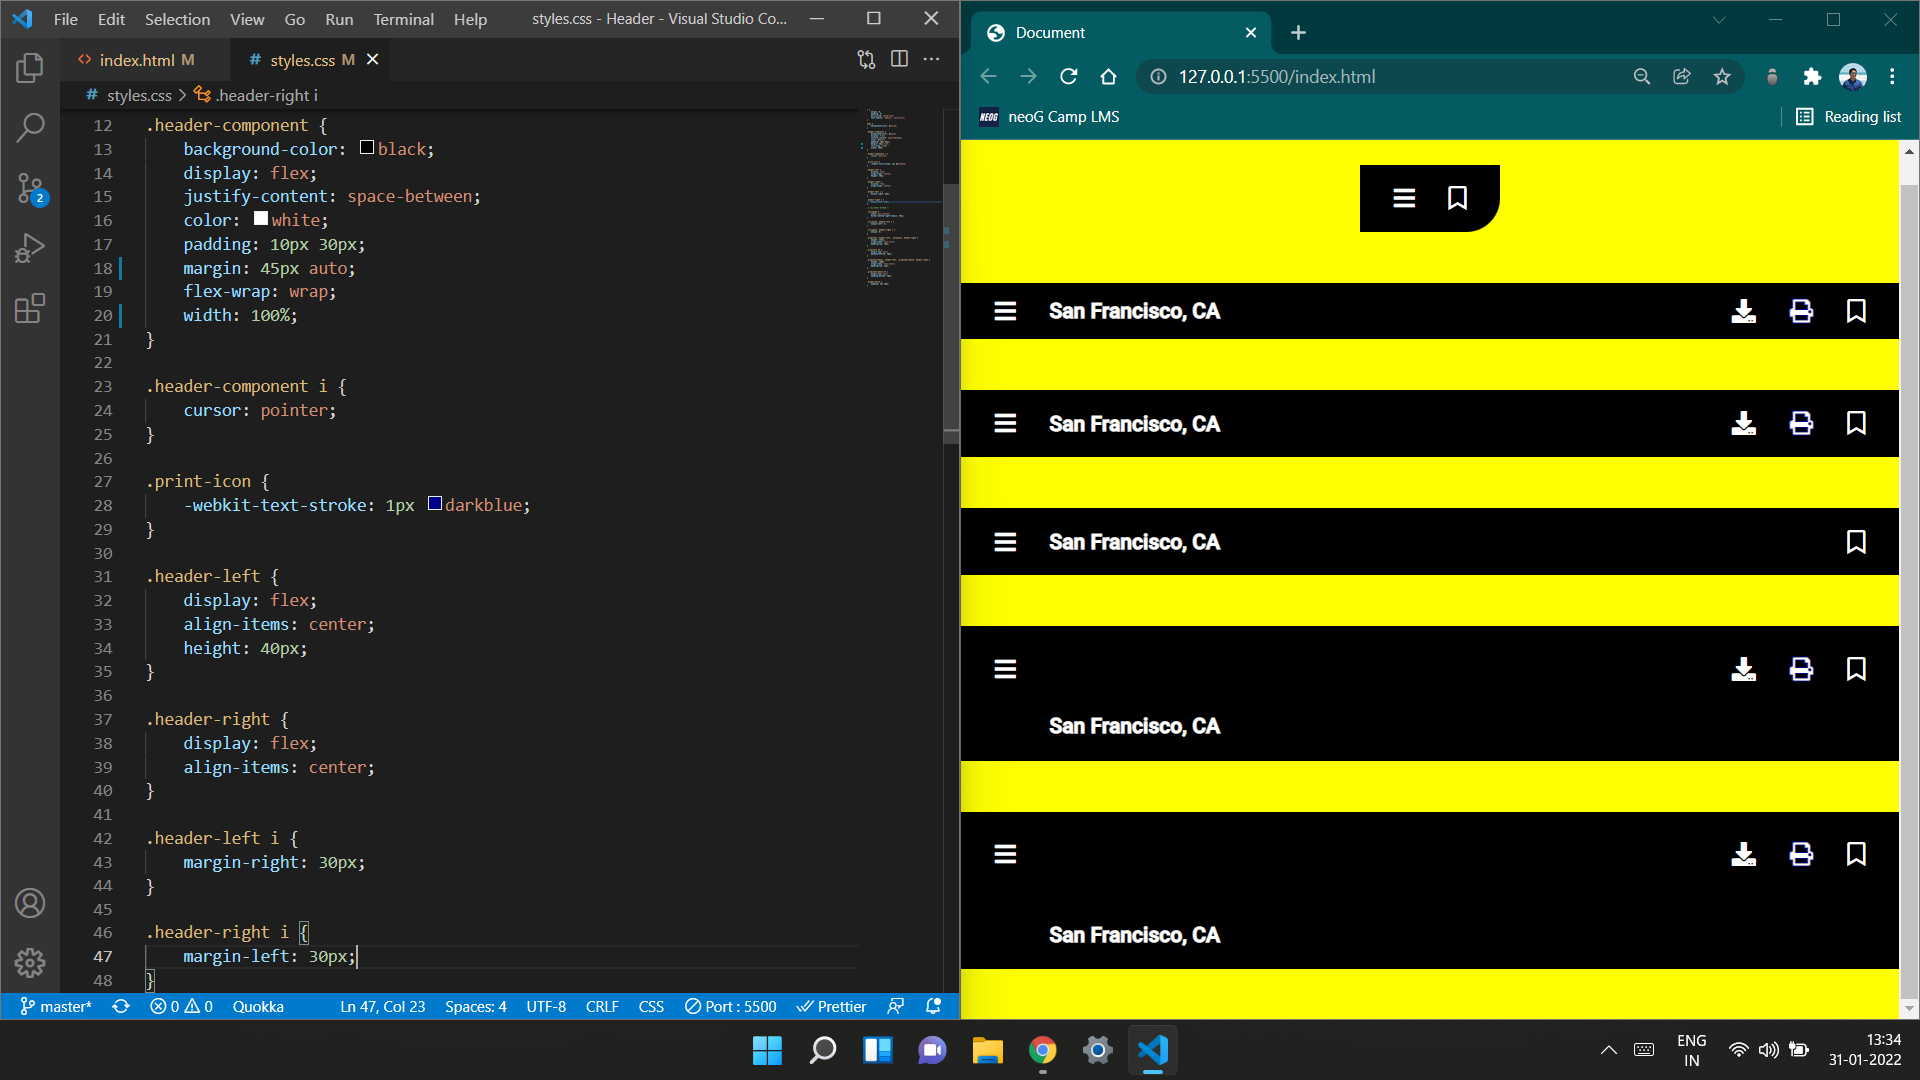 File Edit Selection View Go Run Terminal Help styles.css - Header - Visual Studio Co...
index.html M
# styles.css M
# styles.css > .header-right i
12 .header-component {
13 background-color: black;
14 display: flex;
15 justify-content: space-between;
16 color: white;
17 padding: 10px 30px;
18 margin: 45px auto;
19 flex-wrap: wrap;
20 width: 100%;
21 }
22
23 .header-component i {
24 cursor: pointer;
25 }
26
27 .print-icon {
28 -webkit-text-stroke: 1px darkblue;
29 }
30
31 .header-left {
32 display: flex;
33 align-items: center;
34 height: 40px;
35 }
36
37 .header-right {
38 display: flex;
39 align-items: center;
40 }
41
42 .header-left i {
43 margin-right: 30px;
44 }
45
46 .header-right i {
47 margin-left: 30px;
48 }
2
master* 0 0 Quokka Ln 47, Col 23 Spaces: 4 UTF-8 CRLF CSS Port : 5500 Prettier
Document
127.0.0.1:5500/index.html
NEOG neoG Camp LMS Reading list
San Francisco, CA
San Francisco, CA
San Francisco, CA
San Francisco, CA
San Francisco, CA
ENG
IN
13:34
31-01-2022